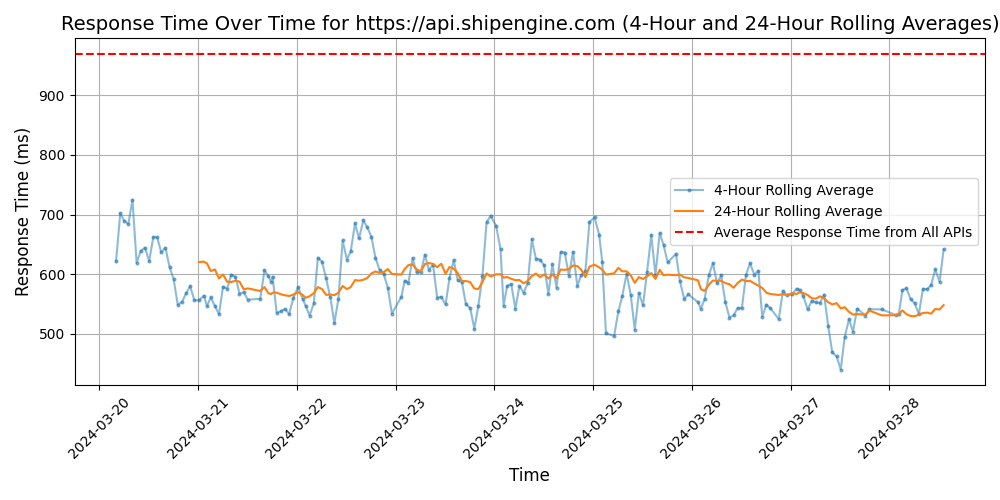 Response Time Over Time for https://api.shipengine.com (4-Hour and 24-Hour Rolling Averages)
Response Time (ms)
900
800
700
600
500
4-Hour Rolling Average
24-Hour Rolling Average
Average Response Time from All APIs
2024-03-20
2024-03-21
2024-03-22
2024-03-23
2024-03-24
2024-03-25
2024-03-26
2024-03-27
2024-03-28
Time